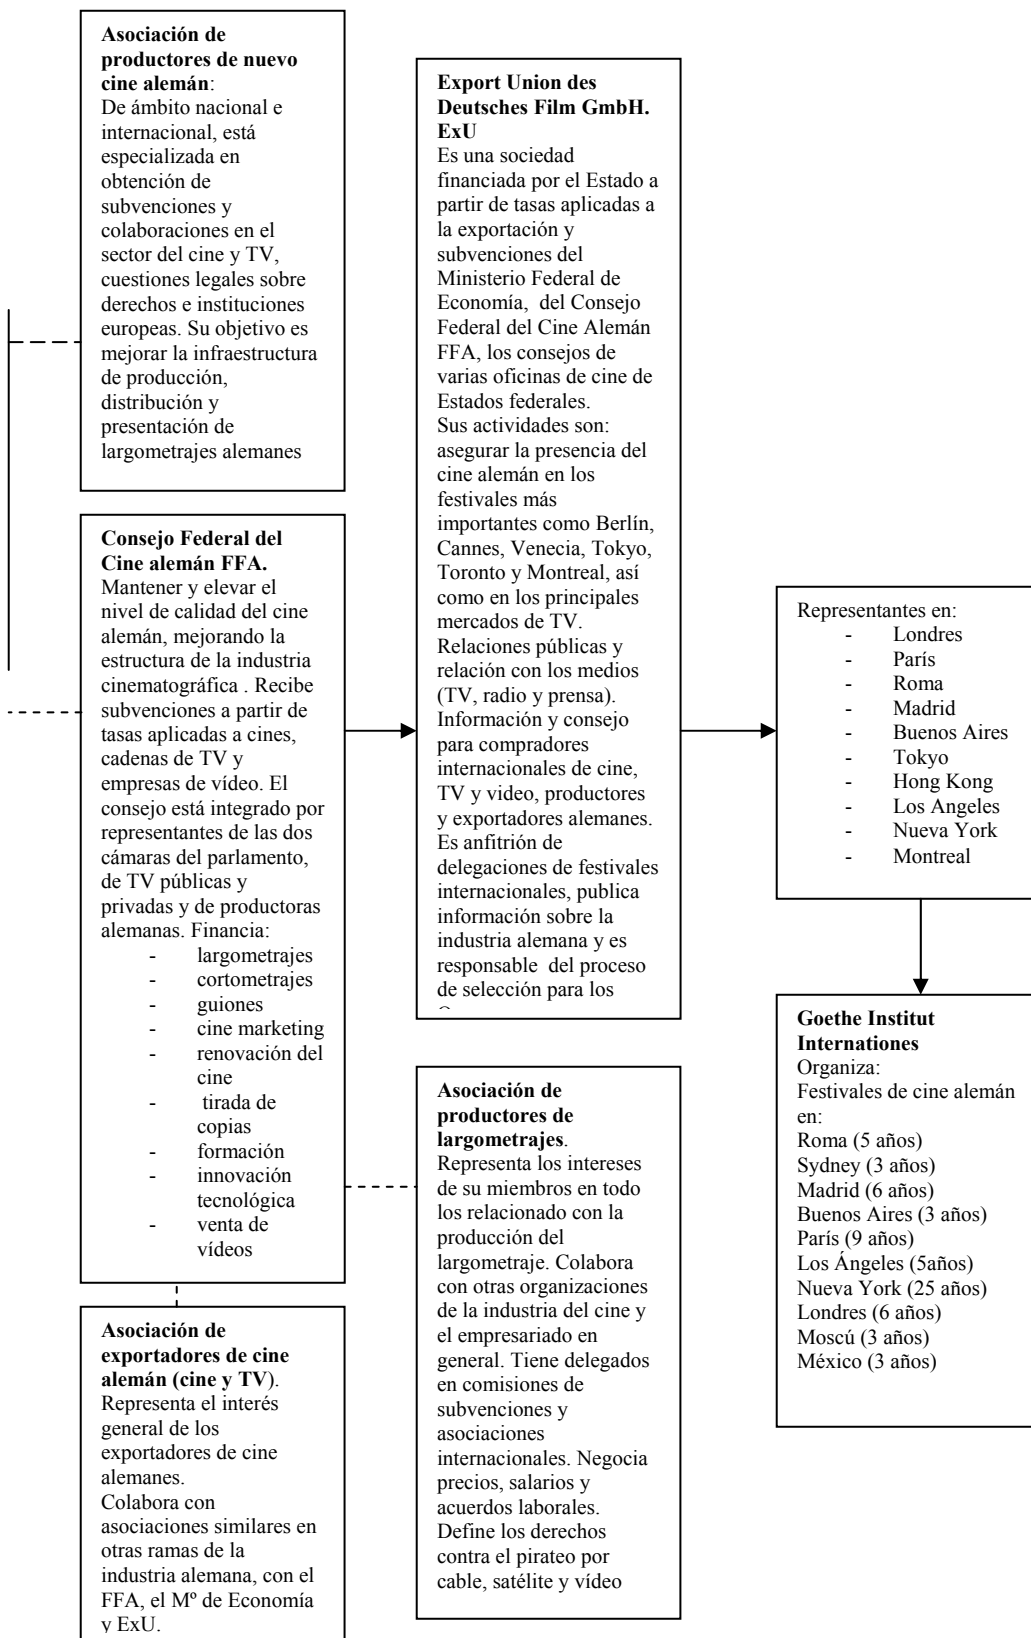 Asociación de
productores de nuevo
cine alemán:
De ámbito nacional e
internacional, está
especializada en
obtención de
subvenciones y
colaboraciones en el
sector del cine y TV,
cuestiones legales sobre
derechos e instituciones
europeas. Su objetivo es
mejorar la infraestructura
de producción,
distribución y
presentación de
largometrajes alemanes
Consejo Federal del
Cine alemán FFA.
Mantener y elevar el
nivel de calidad del cine
alemán, mejorando la
estructura de la industria
cinematográfica . Recibe
subvenciones a partir de
tasas aplicadas a cines,
cadenas de TV y
empresas de vídeo. El
consejo está integrado por
representantes de las dos
cámaras del parlamento,
de TV públicas y
privadas y de productoras
alemanas. Financia:
- largometrajes
- cortometrajes
- guiones
- cine marketing
- renovación del
cine
- tirada de
copias
- formación
- innovación
tecnológica
- venta de
vídeos
Asociación de
exportadores de cine
alemán (cine y TV).
Representa el interés
general de los
exportadores de cine
alemanes.
Colabora con
asociaciones similares en
otras ramas de la
industria alemana, con el
FFA, el Mº de Economía
y ExU.
Export Union des
Deutsches Film GmbH.
ExU
Es una sociedad
financiada por el Estado a
partir de tasas aplicadas a
la exportación y
subvenciones del
Ministerio Federal de
Economía, del Consejo
Federal del Cine Alemán
FFA, los consejos de
varias oficinas de cine de
Estados federales.
Sus actividades son:
asegurar la presencia del
cine alemán en los
festivales más
importantes como Berlín,
Cannes, Venecia, Tokyo,
Toronto y Montreal, así
como en los principales
mercados de TV.
Relaciones públicas y
relación con los medios
(TV, radio y prensa).
Información y consejo
para compradores
internacionales de cine,
TV y video, productores
y exportadores alemanes.
Es anfitrión de
delegaciones de festivales
internacionales, publica
información sobre la
industria alemana y es
responsable del proceso
de selección para los
Asociación de
productores de
largometrajes.
Representa los intereses
de su miembros en todo
los relacionado con la
producción del
largometraje. Colabora
con otras organizaciones
de la industria del cine y
el empresariado en
general. Tiene delegados
en comisiones de
subvenciones y
asociaciones
internacionales. Negocia
precios, salarios y
acuerdos laborales.
Define los derechos
contra el pirateo por
cable, satélite y vídeo
Representantes en:
- Londres
- París
- Roma
- Madrid
- Buenos Aires
- Tokyo
- Hong Kong
- Los Angeles
- Nueva York
- Montreal
Goethe Institut
Internationes
Organiza:
Festivales de cine alemán
en:
Roma (5 años)
Sydney (3 años)
Madrid (6 años)
Buenos Aires (3 años)
París (9 años)
Los Ángeles (5años)
Nueva York (25 años)
Londres (6 años)
Moscú (3 años)
México (3 años)